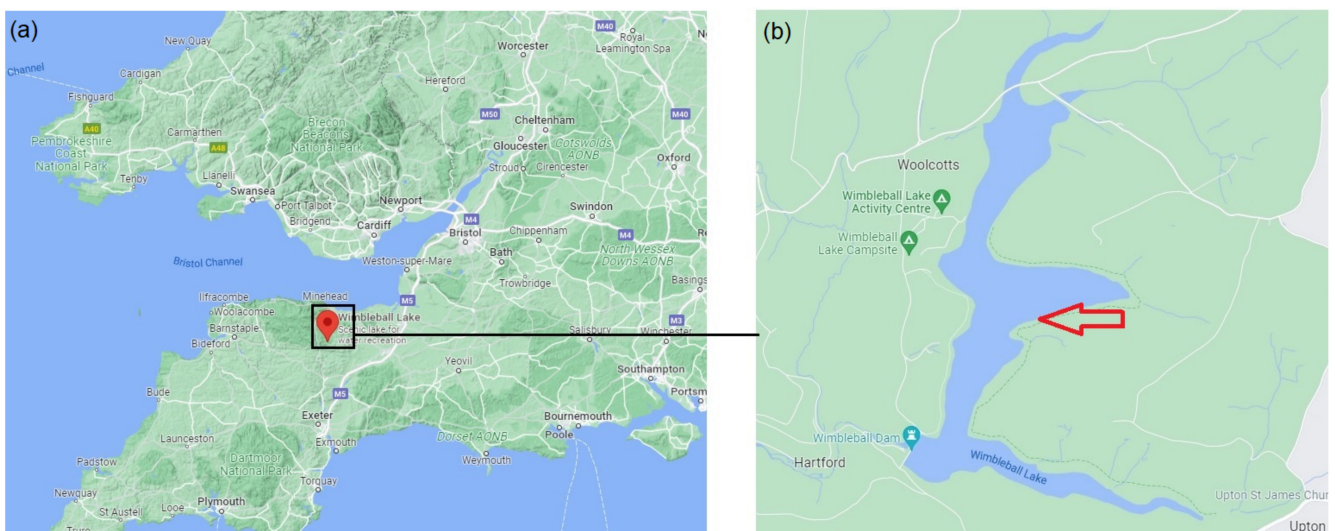 (a)
New Quay
Cardigan
Channel
Fishguard
A40
Pembrokeshire
Coast
National Park
Carmarthen
A48
Tenby
Llanelli
Swansea
Port Talbot
Bridgend
Brecon
Beacons
National Park
Hereford
Worcester
M40
Royal
Leamington Spa
M50
Cheltenham
Gloucester
Cotswolds
AONB
Stroud
Cirencester
M40
Oxford
Newport
Cardiff
M4
Bristol
Swindon
Chippenham
M4
Bath
North Wessex
Downs AONB
Weston-super-Mare
Trowbridge
Basings
Bristol Channel
Ilfracombe
Woolacombe
Barnstaple
Bideford
Minehead
M5
Wimbleball Lake
Scenic lake for
water recreation
Salisbury
M3
Winchester
Yeovil
Southampton
Portsm
Bude
M5
Exeter
Exmouth
Dorset AONB
Bournemouth
Poole
Weymouth
Launceston
Dartmoor
National Park
Padstow
Torquay
Newquay
Plymouth
St Austell
Looe
Truro
(b)
Woolcotts
Wimbleball Lake
Activity Centre
Wimbleball
Lake Campsite
Wimbleball Dam
Hartford
Wimbleball Lake
Upton St James Chur
Upton